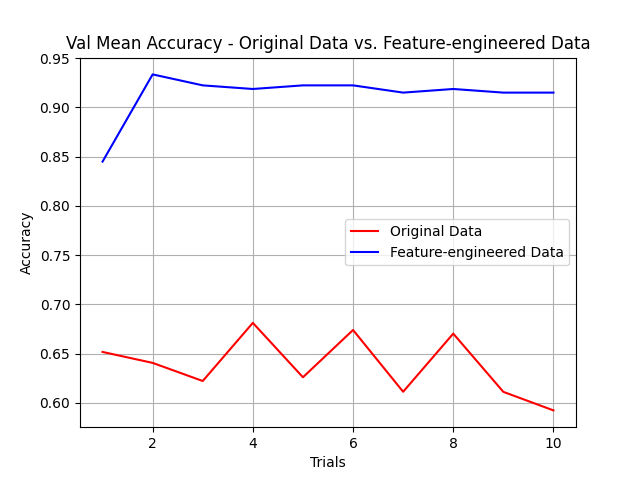 Val Mean Accuracy - Original Data vs. Feature-engineered Data
0.95
0.90
0.85
0.80
0.75
0.70
0.65
0.60
Accuracy
Original Data
Feature-engineered Data
2 4 6 8 10
Trials